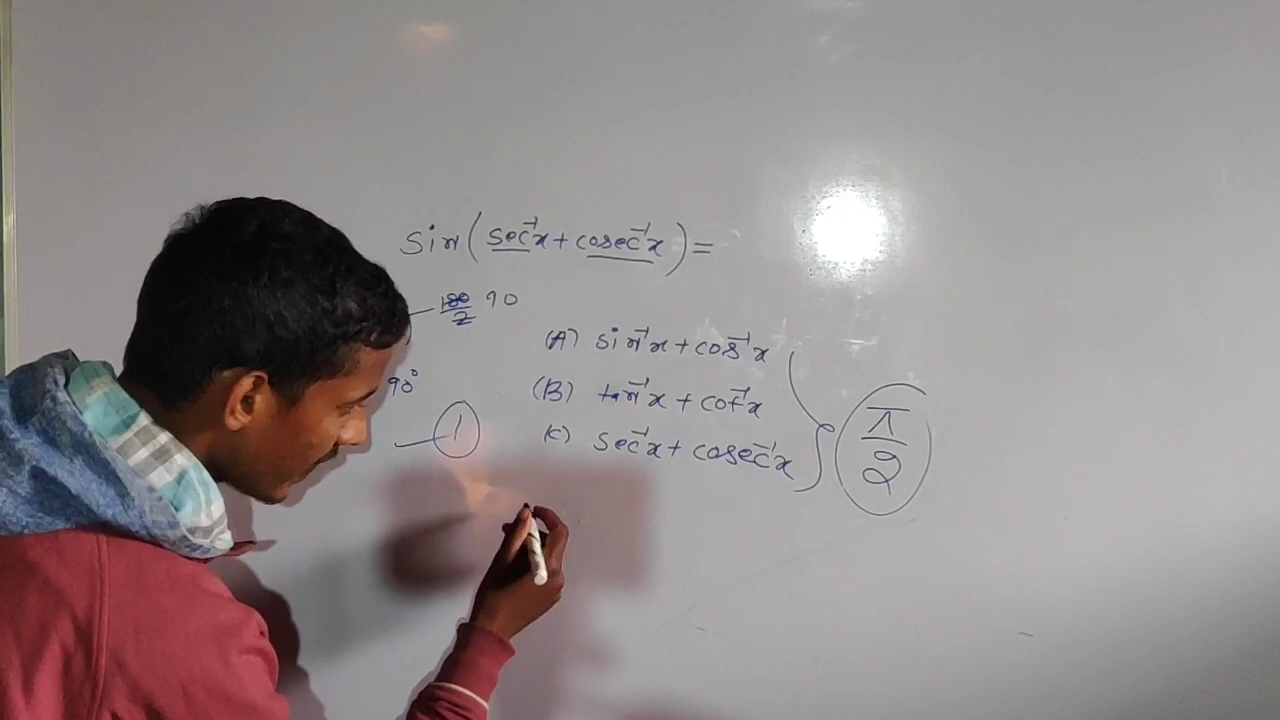 sin(sec⁻¹x + cosec⁻¹x) =
180/2 90
(A) sin⁻¹x + cos⁻¹x
90°
(B) tan⁻¹x + cot⁻¹x
1
(C) sec⁻¹x + cosec⁻¹x
π/2